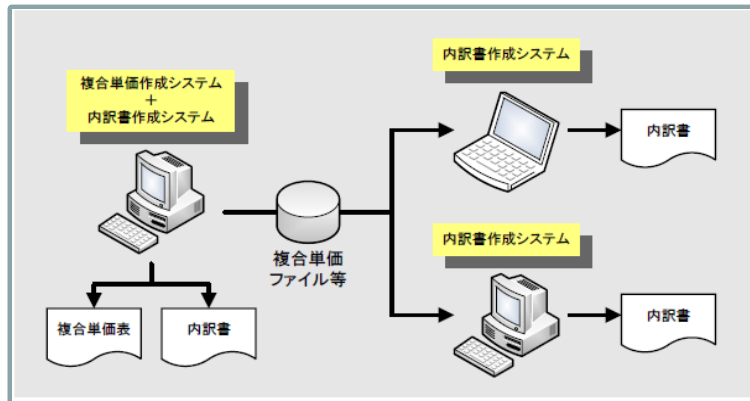 複合単価作成システム
+
内訳書作成システム
複合単価表
内訳書
複合単価
ファイル等
内訳書作成システム
内訳書
内訳書作成システム
内訳書